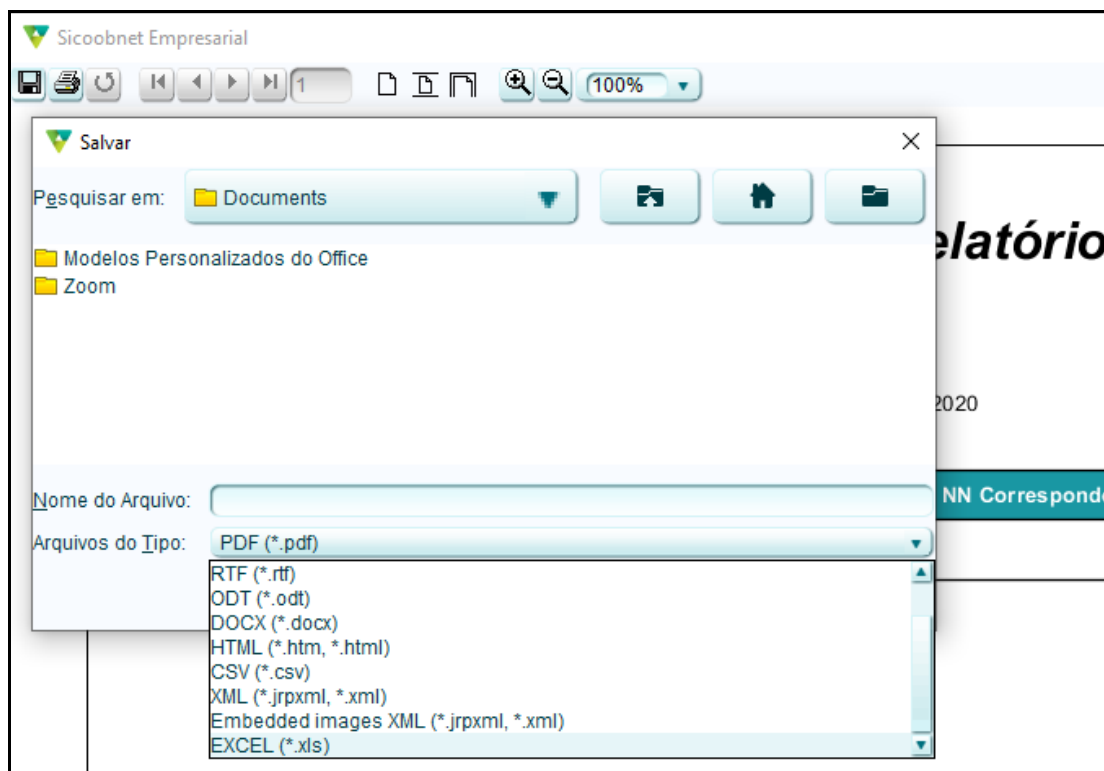 Sicoobnet Empresarial
1
100%
Salvar
Pesquisar em: Documents
elatório
Modelos Personalizados do Office
Zoom
2020
Nome do Arquivo:
NN Correspond
Arquivos do Tipo: PDF (*.pdf)
RTF (*.rtf)
ODT (*.odt)
DOCX (*.docx)
HTML (*.htm, *.html)
CSV (*.csv)
XML (*.jrpxml, *.xml)
Embedded images XML (*.jrpxml, *.xml)
EXCEL (*.xls)